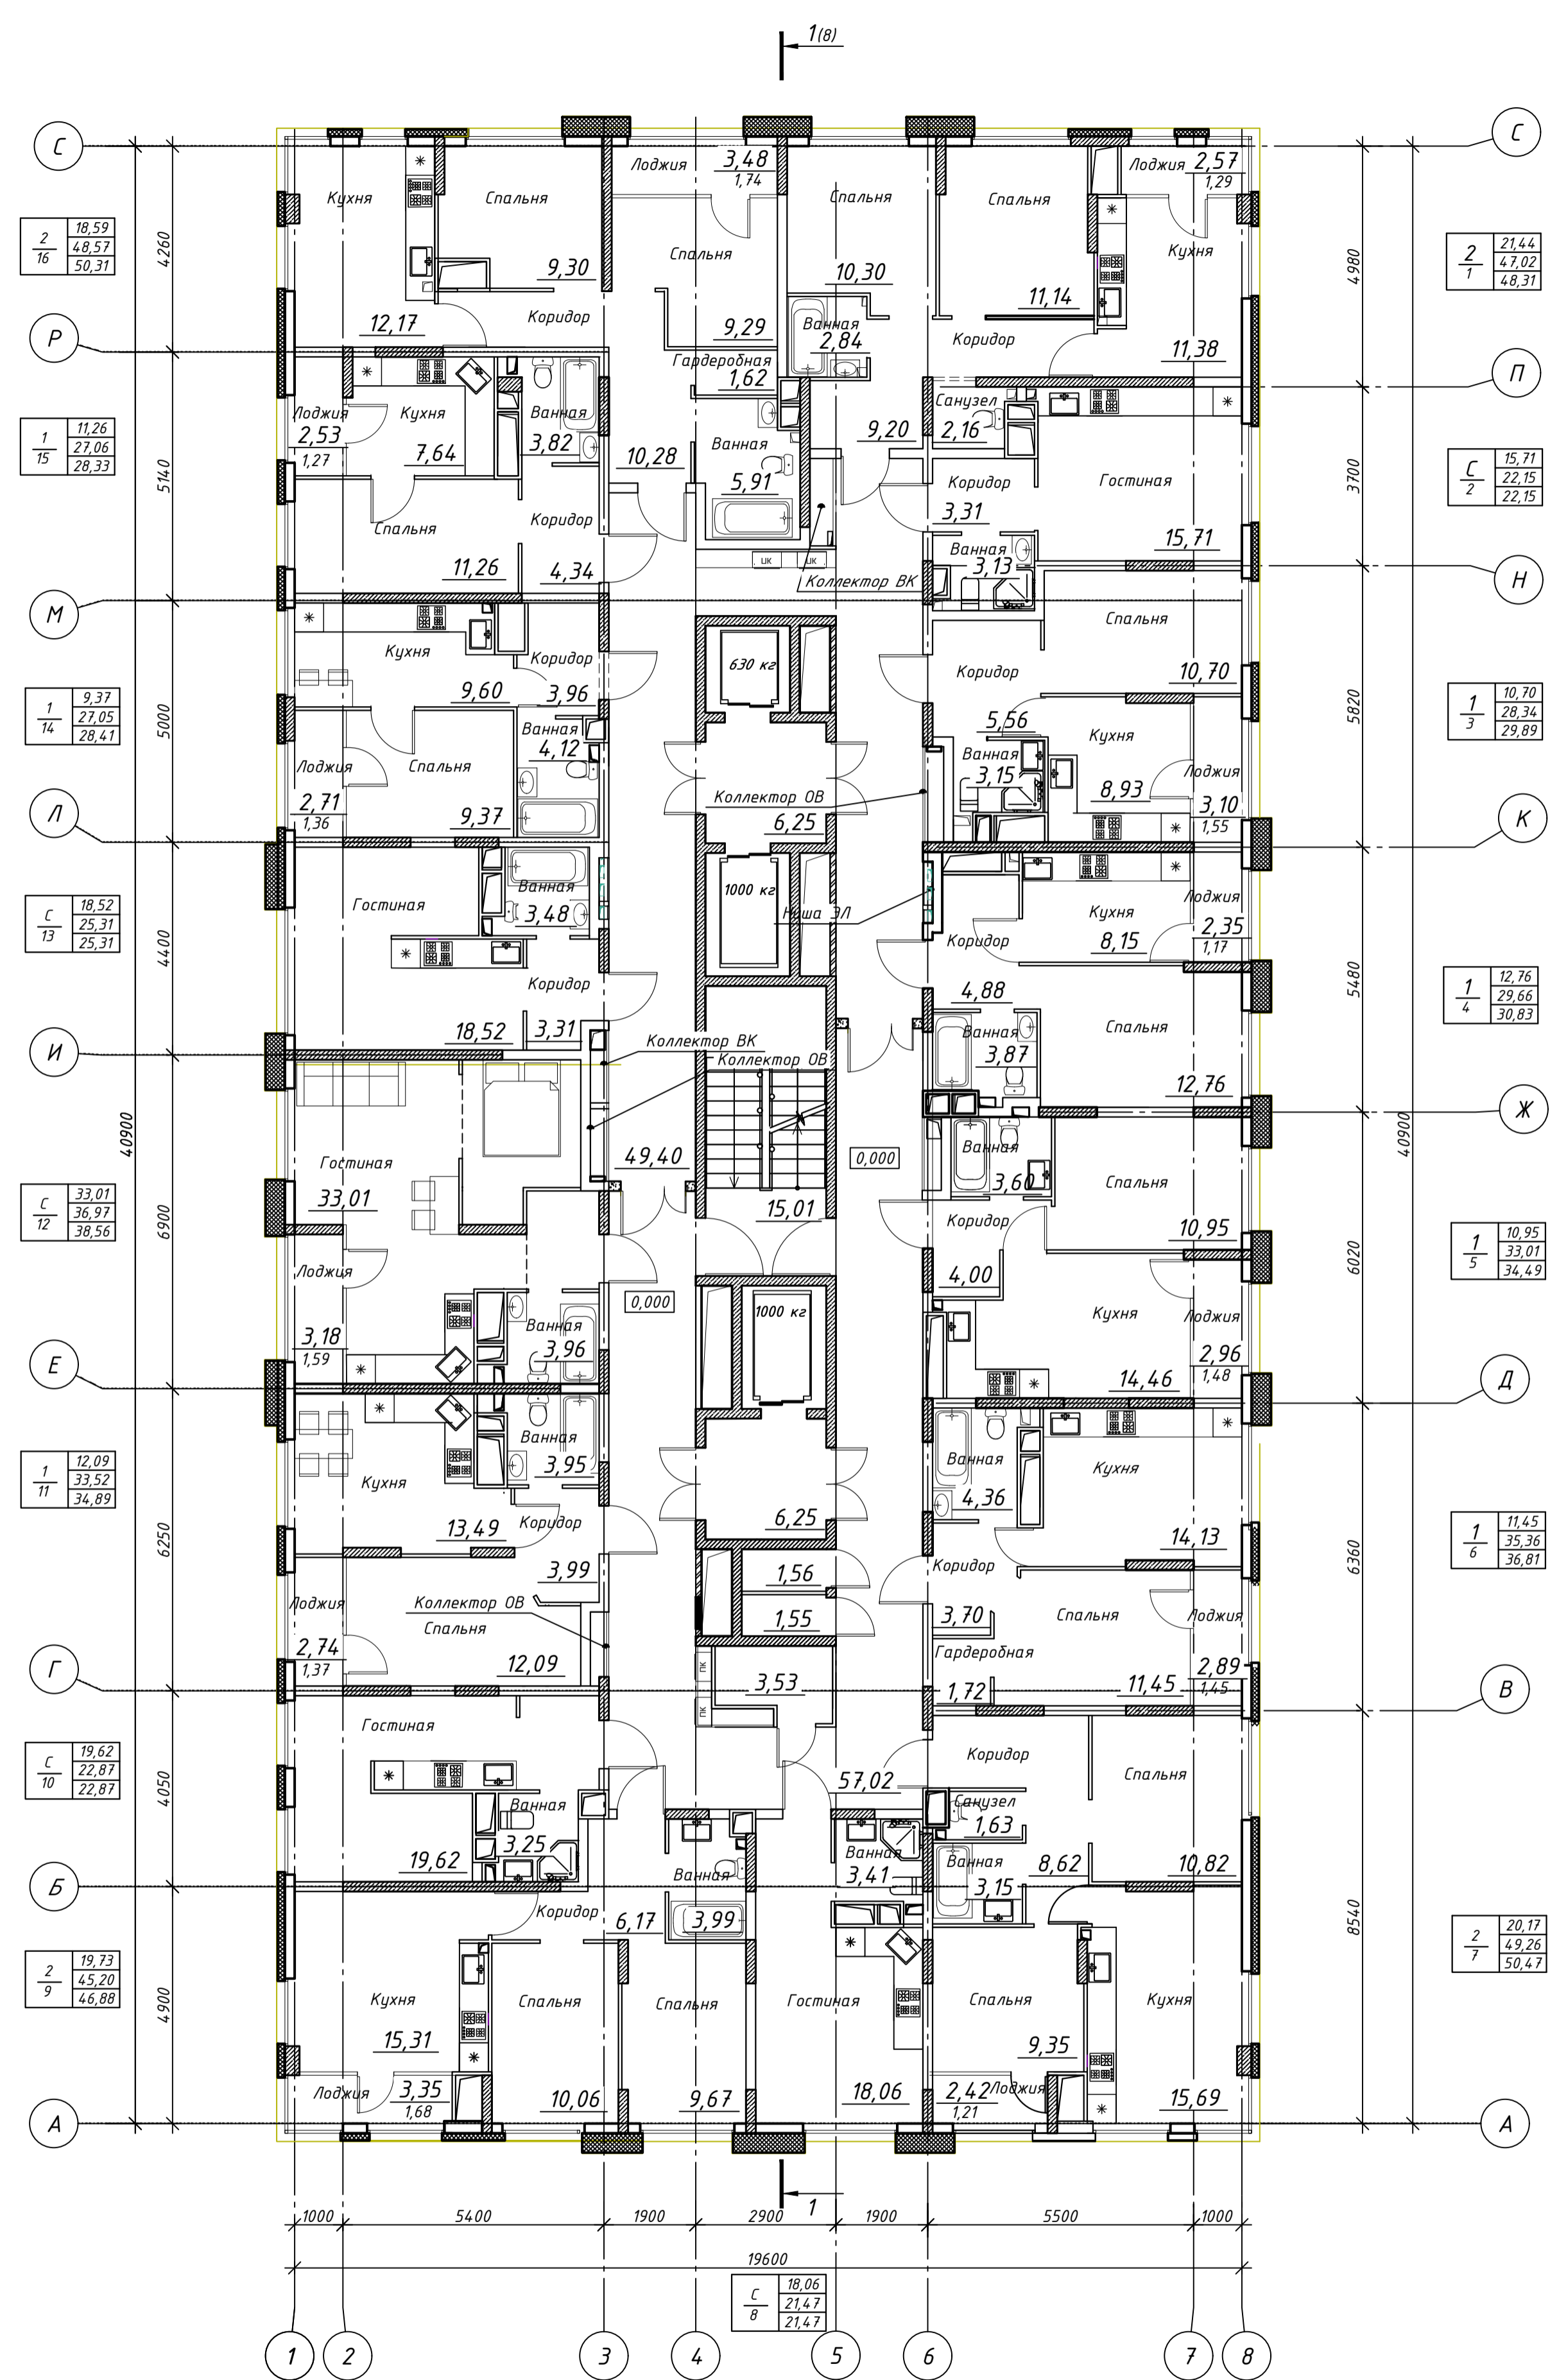 1(8)
С
С
Лоджия 3,48
1,74
Лоджия 2,57
1,29
Кухня
Спальня
Спальня
Спальня
2
16
18,59
48,57
50,31
Спальня
Кухня
2
1
21,44
47,02
48,31
4260
4980
9,30
10,30
11,14
12,17
Коридор
9,29
Ванная
2,84
Коридор
11,38
Р
П
Гардеробная
1,62
Лоджия
2,53
1,27
Кухня
7,64
Ванная
3,82
Санузел
2,16
9,20
1
15
11,26
27,06
28,33
10,28
Ванная
5,91
Коридор
3,31
Гостиная
15,71
С
2
15,71
22,15
22,15
5140
3700
Спальня
11,26
Коридор
4,34
Ванная
3,13
ЦК
ЦК
Коллектор ВК
Н
М
Кухня
9,60
Коридор
3,96
630 кг
Спальня
10,70
Коридор
5,56
1
14
9,37
27,05
28,41
1
3
10,70
28,34
29,89
5000
5820
Ванная
4,12
Лоджия
2,71
1,36
Спальня
9,37
Коллектор ОВ
6,25
Ванная
3,15
Кухня
8,93
Лоджия
3,10
1,55
Л
К
Гостиная
Ванная
3,48
1000 кг
Ниша ЭЛ
Кухня
8,15
Лоджия
2,35
1,17
С
13
18,52
25,31
25,31
Коридор
4,88
4400
5480
Коридор
18,52
3,31
1
4
12,76
29,66
30,83
Ванная
3,87
Спальня
12,76
И
Коллектор ВК
Коллектор ОВ
Ж
40900
40900
Гостиная
33,01
49,40
0,000
15,01
Ванная
3,60
Спальня
10,95
С
12
33,01
36,97
38,56
6900
Коридор
4,00
6020
1
5
10,95
33,01
34,49
Лоджия
3,18
1,59
0,000
1000 кг
Ванная
3,96
Кухня
14,46
Лоджия
2,96
1,48
Е
Д
Ванная
3,95
Кухня
13,49
Коридор
3,99
1
11
12,09
33,52
34,89
6250
6,25
Ванная
4,36
Кухня
14,13
1
6
11,45
35,36
36,81
6360
Коридор
3,70
1,56
1,55
Лоджия
2,74
1,37
Коллектор ОВ
Спальня
12,09
Спальня
11,45
Лоджия
2,89
1,45
Гардеробная
1,72
Г
В
ПК
ПК
3,53
Гостиная
19,62
С
10
19,62
22,87
22,87
4050
Ванная
3,25
57,02
Коридор
8,62
Спальня
10,82
Санузел
1,63
Ванная
3,41
Ванная
3,15
Ванная
3,99
Б
Коридор
6,17
8540
2
9
19,73
45,20
46,88
4900
2
7
20,17
49,26
50,47
Кухня
15,31
Спальня
10,06
Спальня
9,67
Гостиная
18,06
Спальня
9,35
Кухня
15,69
Лоджия
3,35
1,68
2,42
Лоджия
1,21
А
А
1
1000
5400
1900
2900
1900
5500
1000
19600
С
8
18,06
21,47
21,47
1
2
3
4
5
6
7
8